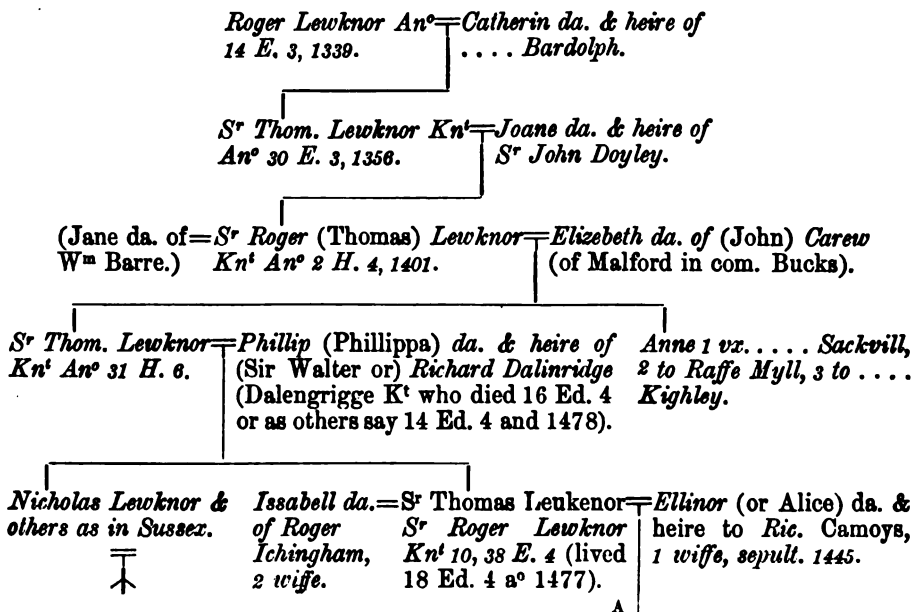 Roger Lewknor Anº
14 E. 3, 1339.
Catherin da. & heire of
. . . . Bardolph.
Sʳ Thom. Lewknor Knᵗ
Anº 30 E. 3, 1356.
Joane da. & heire of
Sʳ John Doyley.
(Jane da. of
Wᵐ Barre.)
Sʳ Roger (Thomas) Lewknor
Knᵗ Anº 2 H. 4, 1401.
Elizebeth da. of (John) Carew
(of Malford in com. Bucks).
Sʳ Thom. Lewknor
Knᵗ Anº 31 H. 6.
Phillip (Phillippa) da. & heire of
(Sir Walter or) Richard Dalinridge
(Dalengrigge Kᵗ who died 16 Ed. 4
or as others say 14 Ed. 4 and 1478).
Anne 1 vx. . . . . Sackvill,
2 to Raffe Myll, 3 to . . . .
Kighley.
Nicholas Lewknor &
others as in Sussex.
Issabell da.
of Roger
Ichingham,
2 wiffe.
Sʳ Thomas Leukenor
Sʳ Roger Lewknor
Knᵗ 10, 38 E. 4 (lived
18 Ed. 4 aº 1477).
Ellinor (or Alice) da. &
heire to Ric. Camoys,
1 wiffe, sepult. 1445.
A